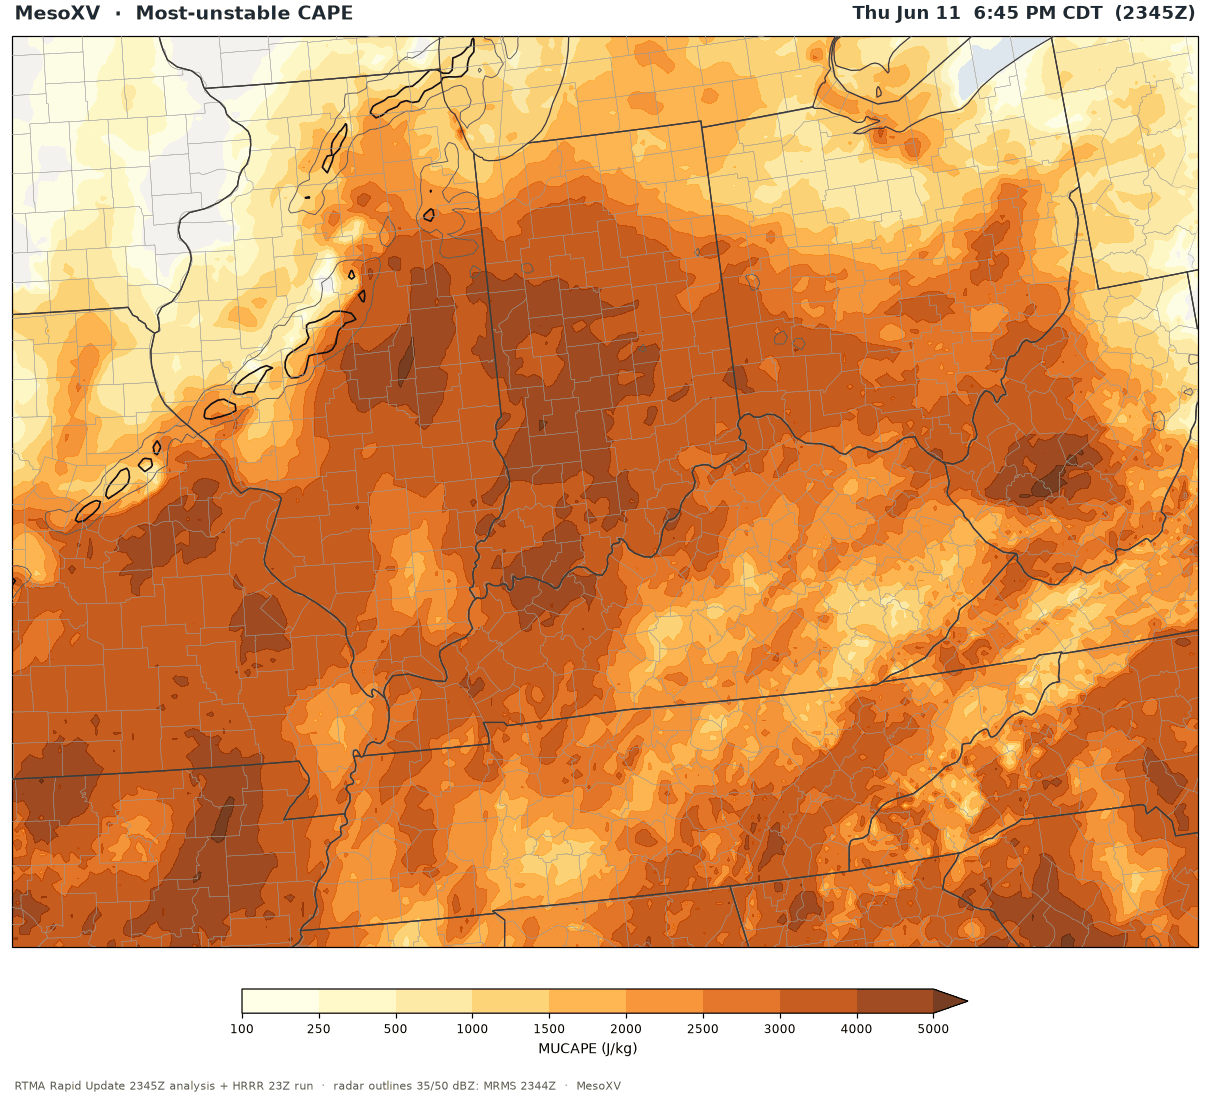 MesoXV · Most-unstable CAPE
Thu Jun 11 6:45 PM CDT (2345Z)
100 250 500 1000 1500 2000 2500 3000 4000 5000
MUCAPE (J/kg)
RTMA Rapid Update 2345Z analysis + HRRR 23Z run · radar outlines 35/50 dBZ: MRMS 2344Z · MesoXV